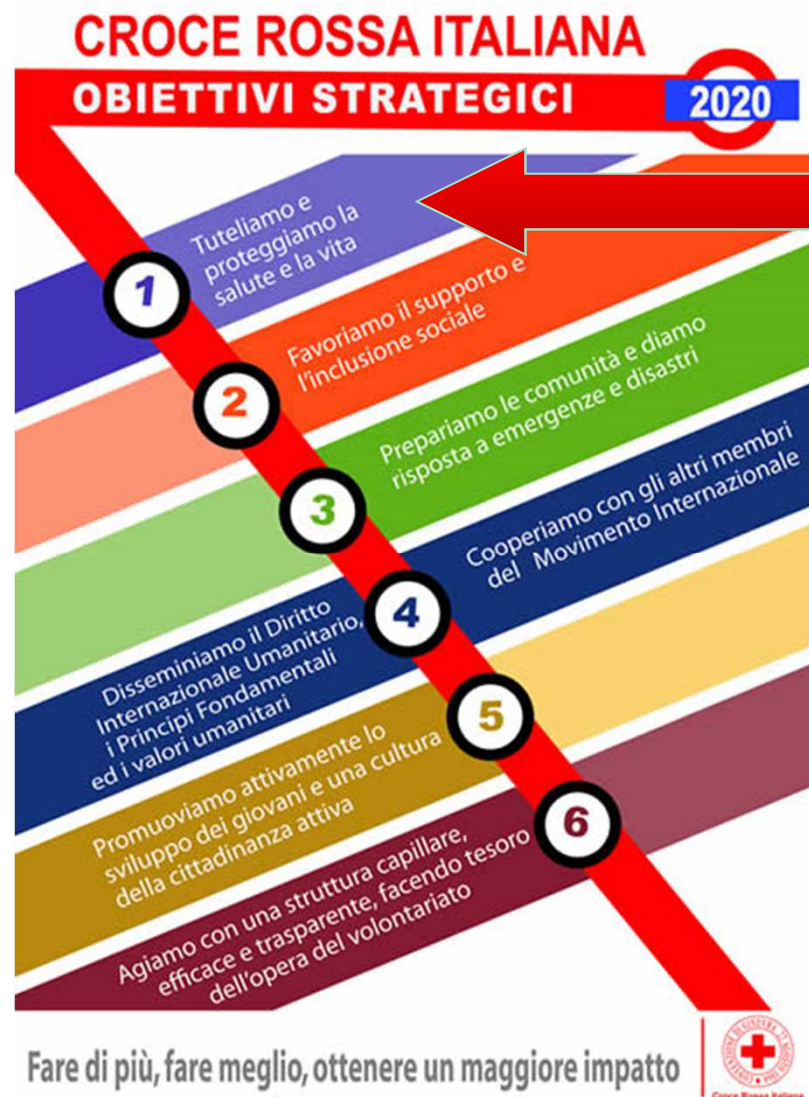 CROCE ROSSA ITALIANA
OBIETTIVI STRATEGICI
2020
1
Tuteliamo e
proteggiamo la
salute e la vita
2
Favoriamo il supporto e
l'inclusione sociale
3
Prepariamo le comunità e diamo
risposta a emergenze e disastri
4
Disseminiamo il Diritto
Internazionale Umanitario,
i Principi Fondamentali
ed i valori umanitari
Cooperiamo con gli altri membri
del Movimento Internazionale
5
Promuoviamo attivamente lo
sviluppo dei giovani e una cultura
della cittadinanza attiva
6
Agiamo con una struttura capillare,
efficace e trasparente, facendo tesoro
dell'opera del volontariato
Fare di più, fare meglio, ottenere un maggiore impatto
Croce Rossa Italiana